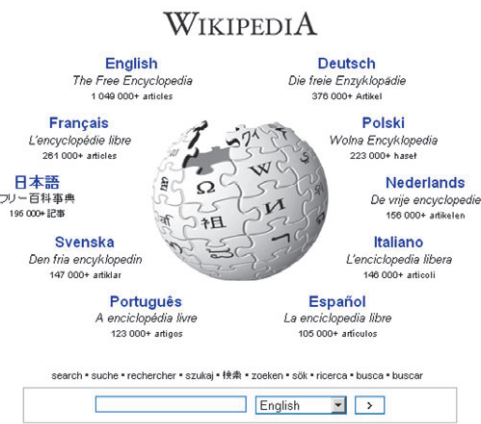 WIKIPEDIA
English
The Free Encyclopedia
1 049 000+ articles
Deutsch
Die freie Enzyklopädie
376 000+ Artikel
Français
L'encyclopédie libre
261 000+ articles
Polski
Wolna Encyklopedia
223 000+ haseł
日本語
フリー百科事典
196 000+ 記事
Nederlands
De vrije encyclopedie
156 000+ artikelen
Svenska
Den fria encyklopedin
147 000+ artiklar
Italiano
L'enciclopedia libera
146 000+ articoli
Português
A enciclopédia livre
123 000+ artigos
Español
La enciclopedia libre
105 000+ artículos
Ω W И 祖
search • suche • rechercher • szukaj • 検索 • zoeken • sök • ricerca • busca • buscar
English >